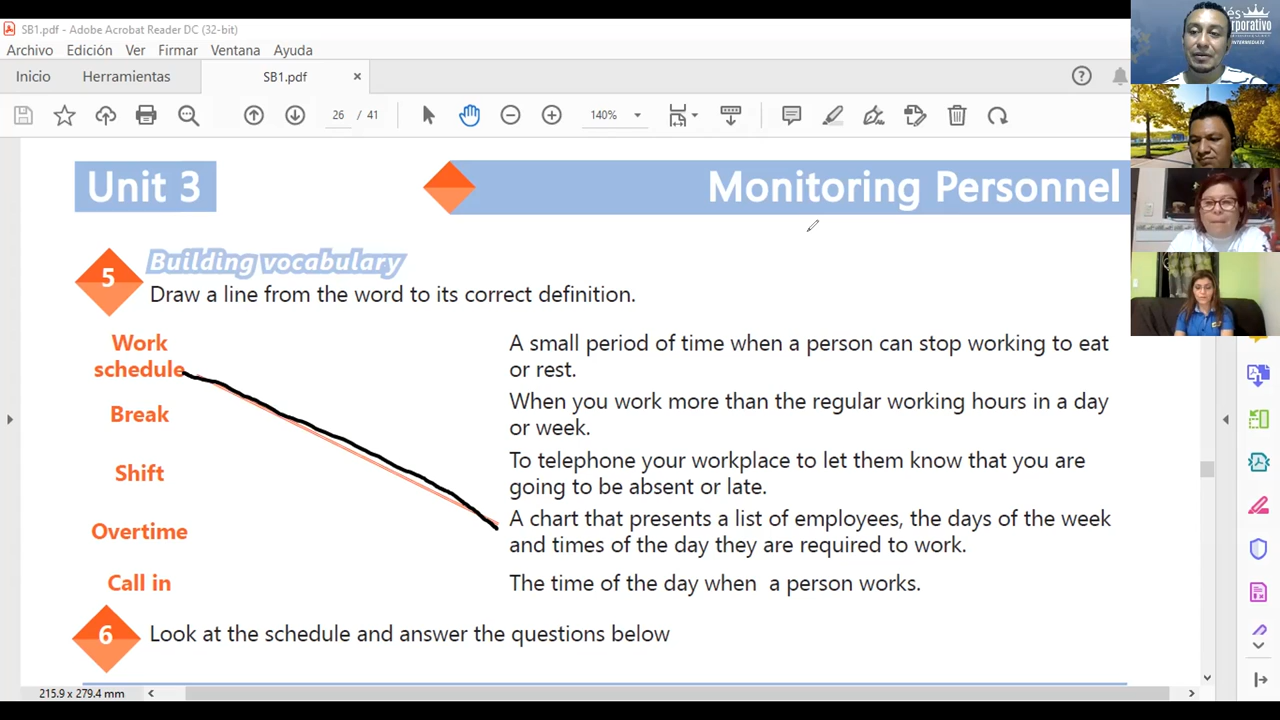 SB1.pdf - Adobe Acrobat Reader DC (32-bit)
Archivo Edición Ver Firmar Ventana Ayuda
Inicio Herramientas SB1.pdf ×
26 / 41 140%
Unit 3 Monitoring Personnel
5 Building vocabulary
Draw a line from the word to its correct definition.
Work
schedule
Break
Shift
Overtime
Call in
A small period of time when a person can stop working to eat
or rest.
When you work more than the regular working hours in a day
or week.
To telephone your workplace to let them know that you are
going to be absent or late.
A chart that presents a list of employees, the days of the week
and times of the day they are required to work.
The time of the day when a person works.
6 Look at the schedule and answer the questions below
215.9 x 279.4 mm
INTERMEDIATE